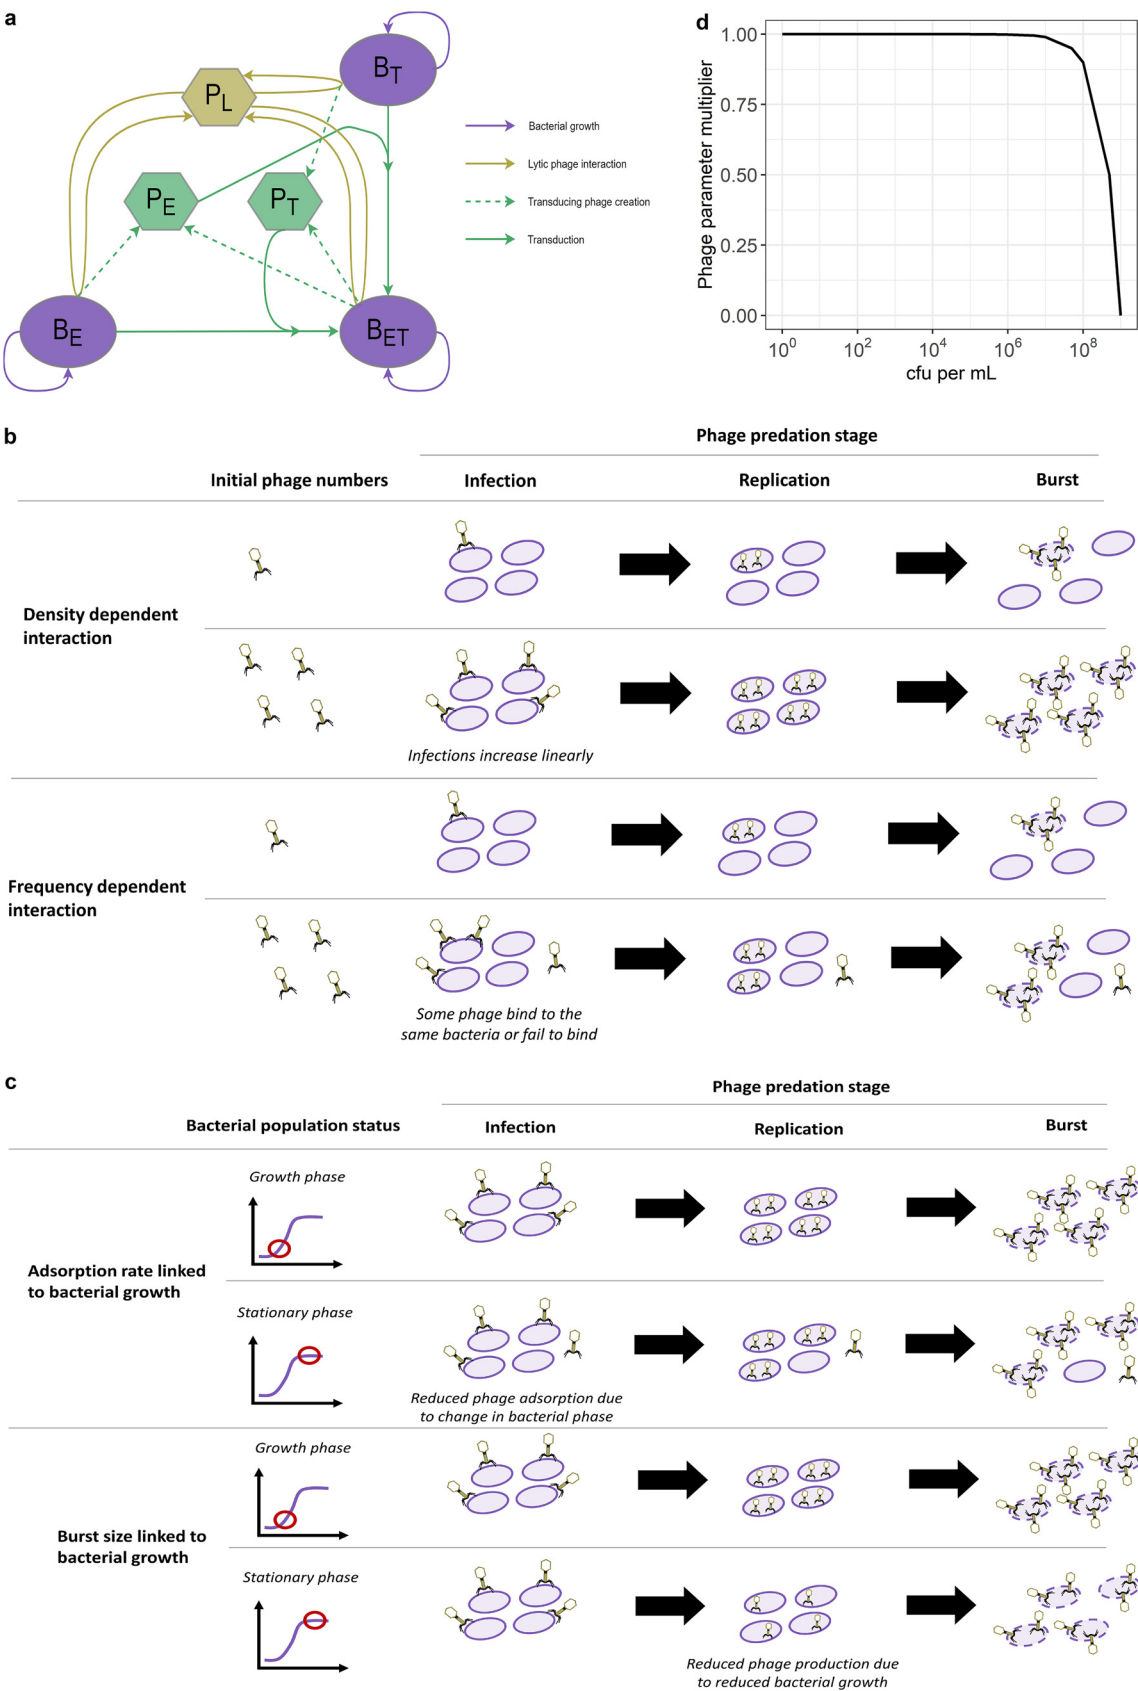 a
B_T
P_L
P_E
P_T
B_E
B_ET
Bacterial growth
Lytic phage interaction
Transducing phage creation
Transduction
d
Phage parameter multiplier
1.00
0.75
0.50
0.25
0.00
10^0
10^2
10^4
10^6
10^8
cfu per mL
b
Phage predation stage
Initial phage numbers
Infection
Replication
Burst
Density dependent
interaction
Infections increase linearly
Frequency dependent
interaction
Some phage bind to the
same bacteria or fail to bind
c
Phage predation stage
Bacterial population status
Infection
Replication
Burst
Growth phase
Adsorption rate linked
to bacterial growth
Stationary phase
Reduced phage adsorption due
to change in bacterial phase
Growth phase
Burst size linked to
bacterial growth
Stationary phase
Reduced phage production due
to reduced bacterial growth